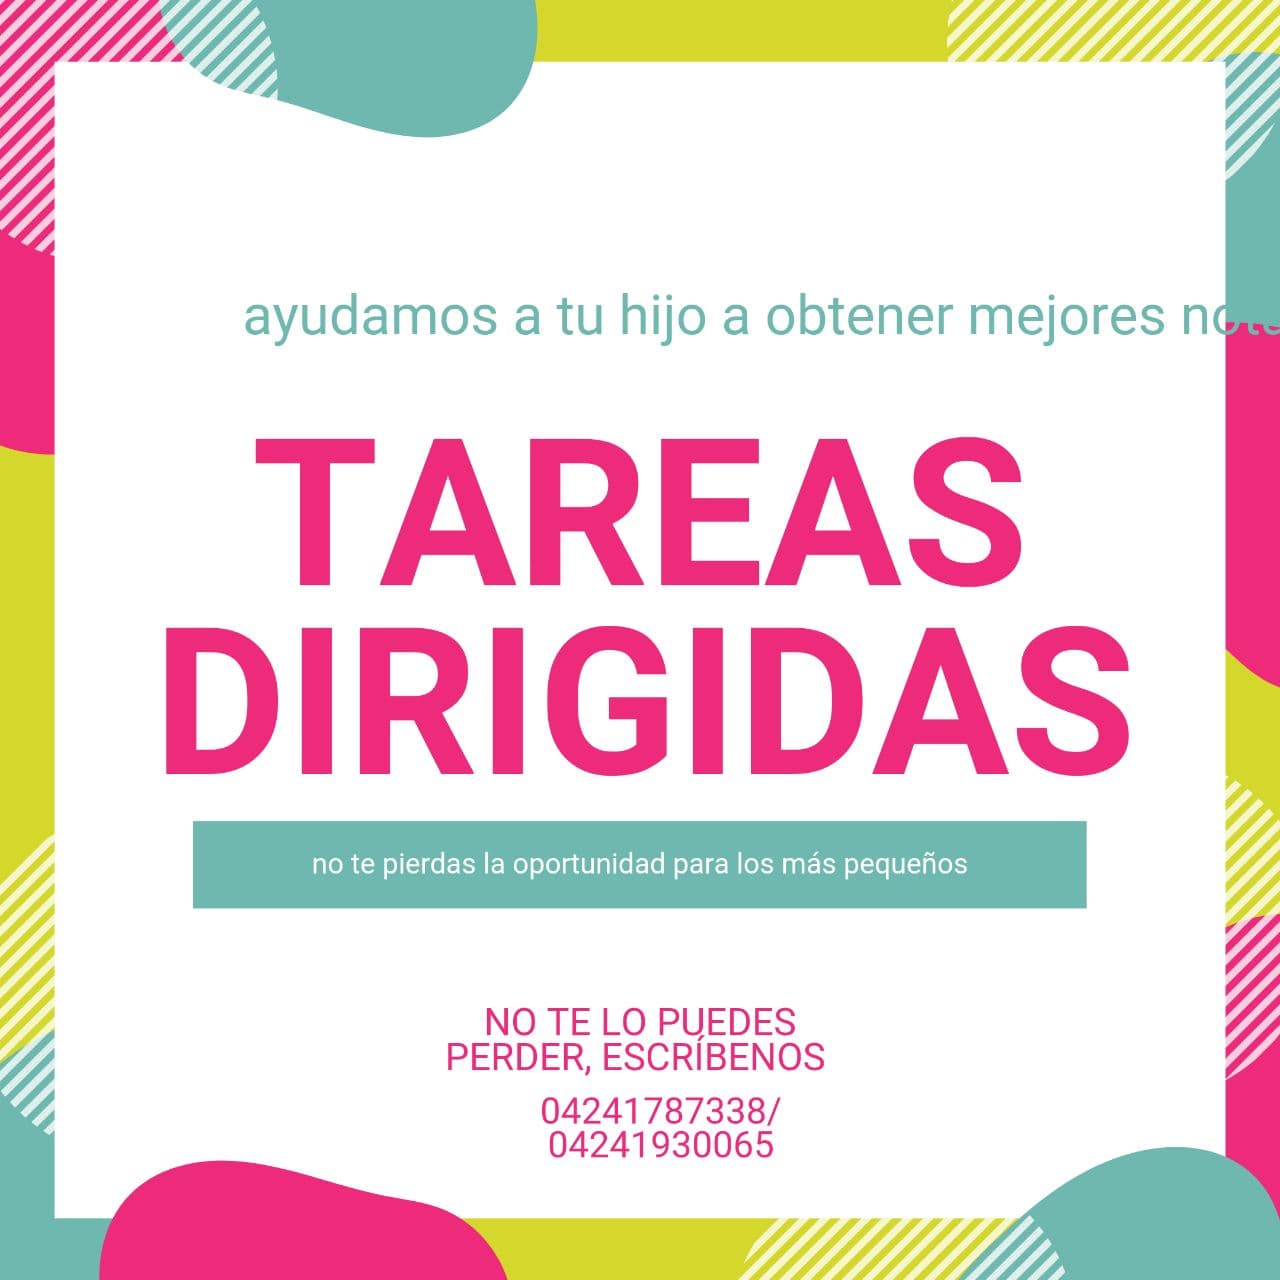 ayudamos a tu hijo a obtener mejores
TAREAS
DIRIGIDAS
no te pierdas la oportunidad para los más pequeños
NO TE LO PUEDES
PERDER, ESCRÍBENOS
04241787338/
04241930065